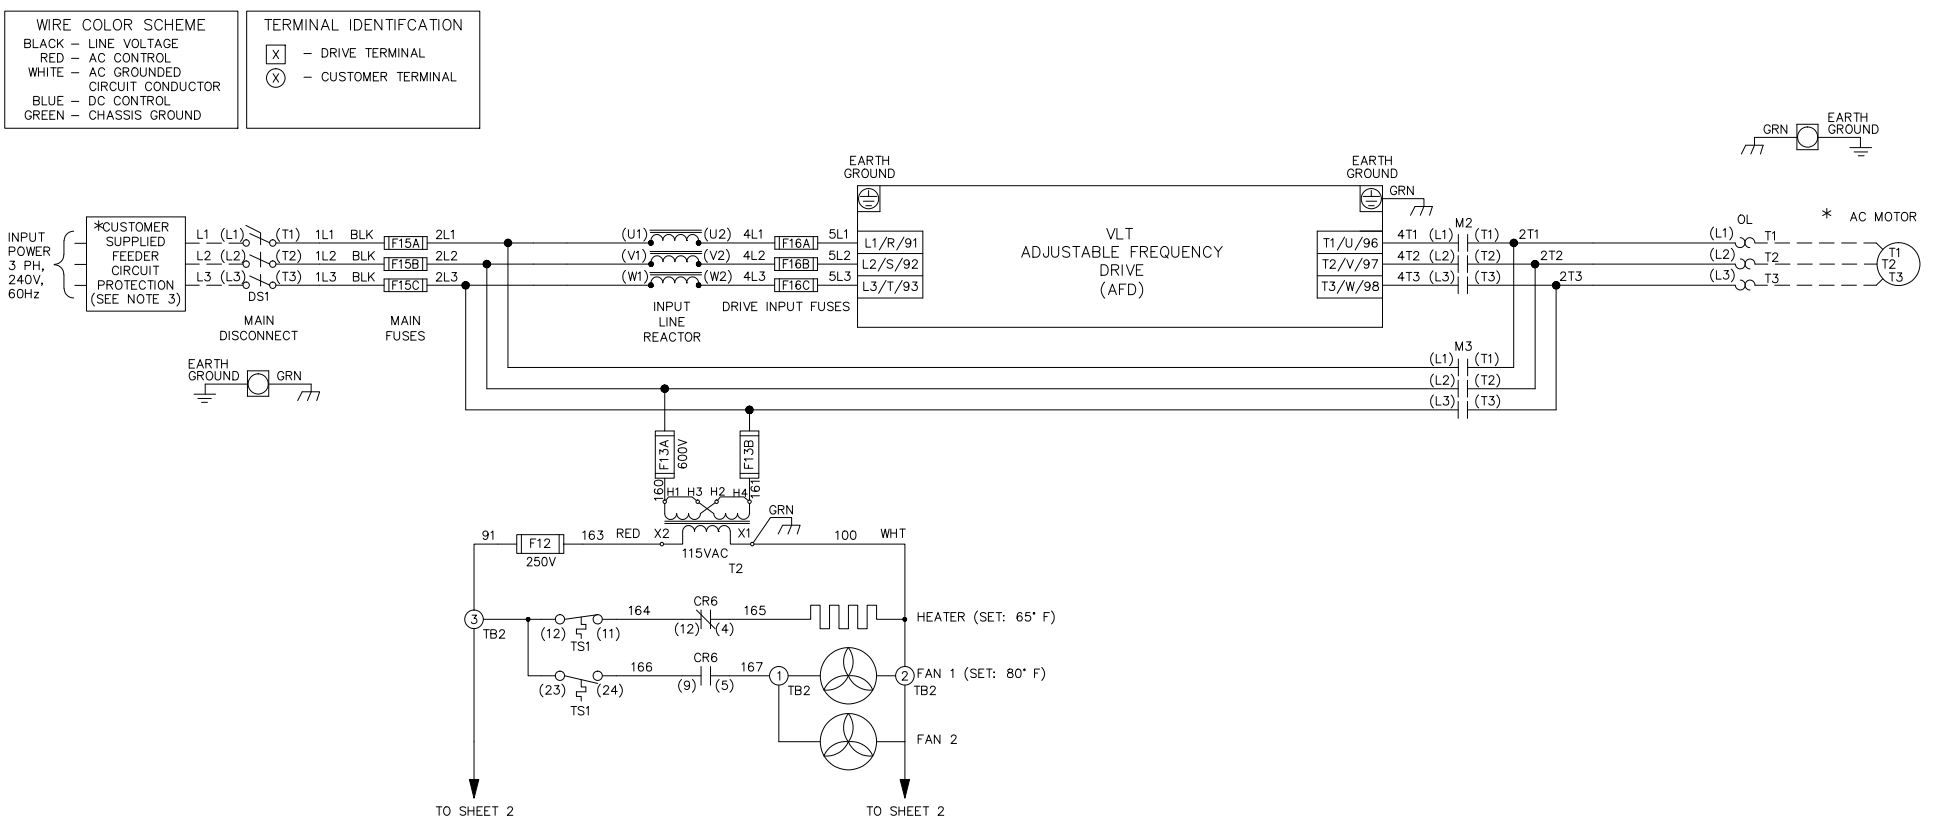 WIRE COLOR SCHEME
BLACK – LINE VOLTAGE
RED – AC CONTROL
WHITE – AC GROUNDED
CIRCUIT CONDUCTOR
BLUE – DC CONTROL
GREEN – CHASSIS GROUND
TERMINAL IDENTIFCATION
X – DRIVE TERMINAL
X – CUSTOMER TERMINAL
GRN
EARTH
GROUND
EARTH
GROUND
EARTH
GROUND
GRN
INPUT
POWER
3 PH,
240V,
60Hz
*CUSTOMER
SUPPLIED
FEEDER
CIRCUIT
PROTECTION
(SEE NOTE 3)
L1 (L1) (T1) 1L1 BLK F15A 2L1
L2 (L2) (T2) 1L2 BLK F15B 2L2
L3 (L3) (T3) 1L3 BLK F15C 2L3
DS1
MAIN
DISCONNECT
MAIN
FUSES
(U1) (U2) 4L1 F16A 5L1 L1/R/91
(V1) (V2) 4L2 F16B 5L2 L2/S/92
(W1) (W2) 4L3 F16C 5L3 L3/T/93
INPUT
LINE
REACTOR
DRIVE INPUT FUSES
VLT
ADJUSTABLE FREQUENCY
DRIVE
(AFD)
M2
T1/U/96 4T1 (L1) (T1) 2T1
T2/V/97 4T2 (L2) (T2) 2T2
T3/W/98 4T3 (L3) (T3) 2T3
OL
(L1) T1
(L2) T2
(L3) T3
* AC MOTOR
T1
T2
T3
M3
(L1) (T1)
(L2) (T2)
(L3) (T3)
EARTH
GROUND
GRN
F13A
600V
F13B
160
161
H1 H3 H2 H4
GRN
91 F12 163 RED X2 X1 100 WHT
250V
115VAC
T2
3
TB2
(12) (11)
TS1
164
CR6
(12) (4)
165
HEATER (SET: 65° F)
(23) (24)
TS1
166
CR6
(9) (5)
167
1
TB2
2
TB2
FAN 1 (SET: 80° F)
FAN 2
TO SHEET 2
TO SHEET 2